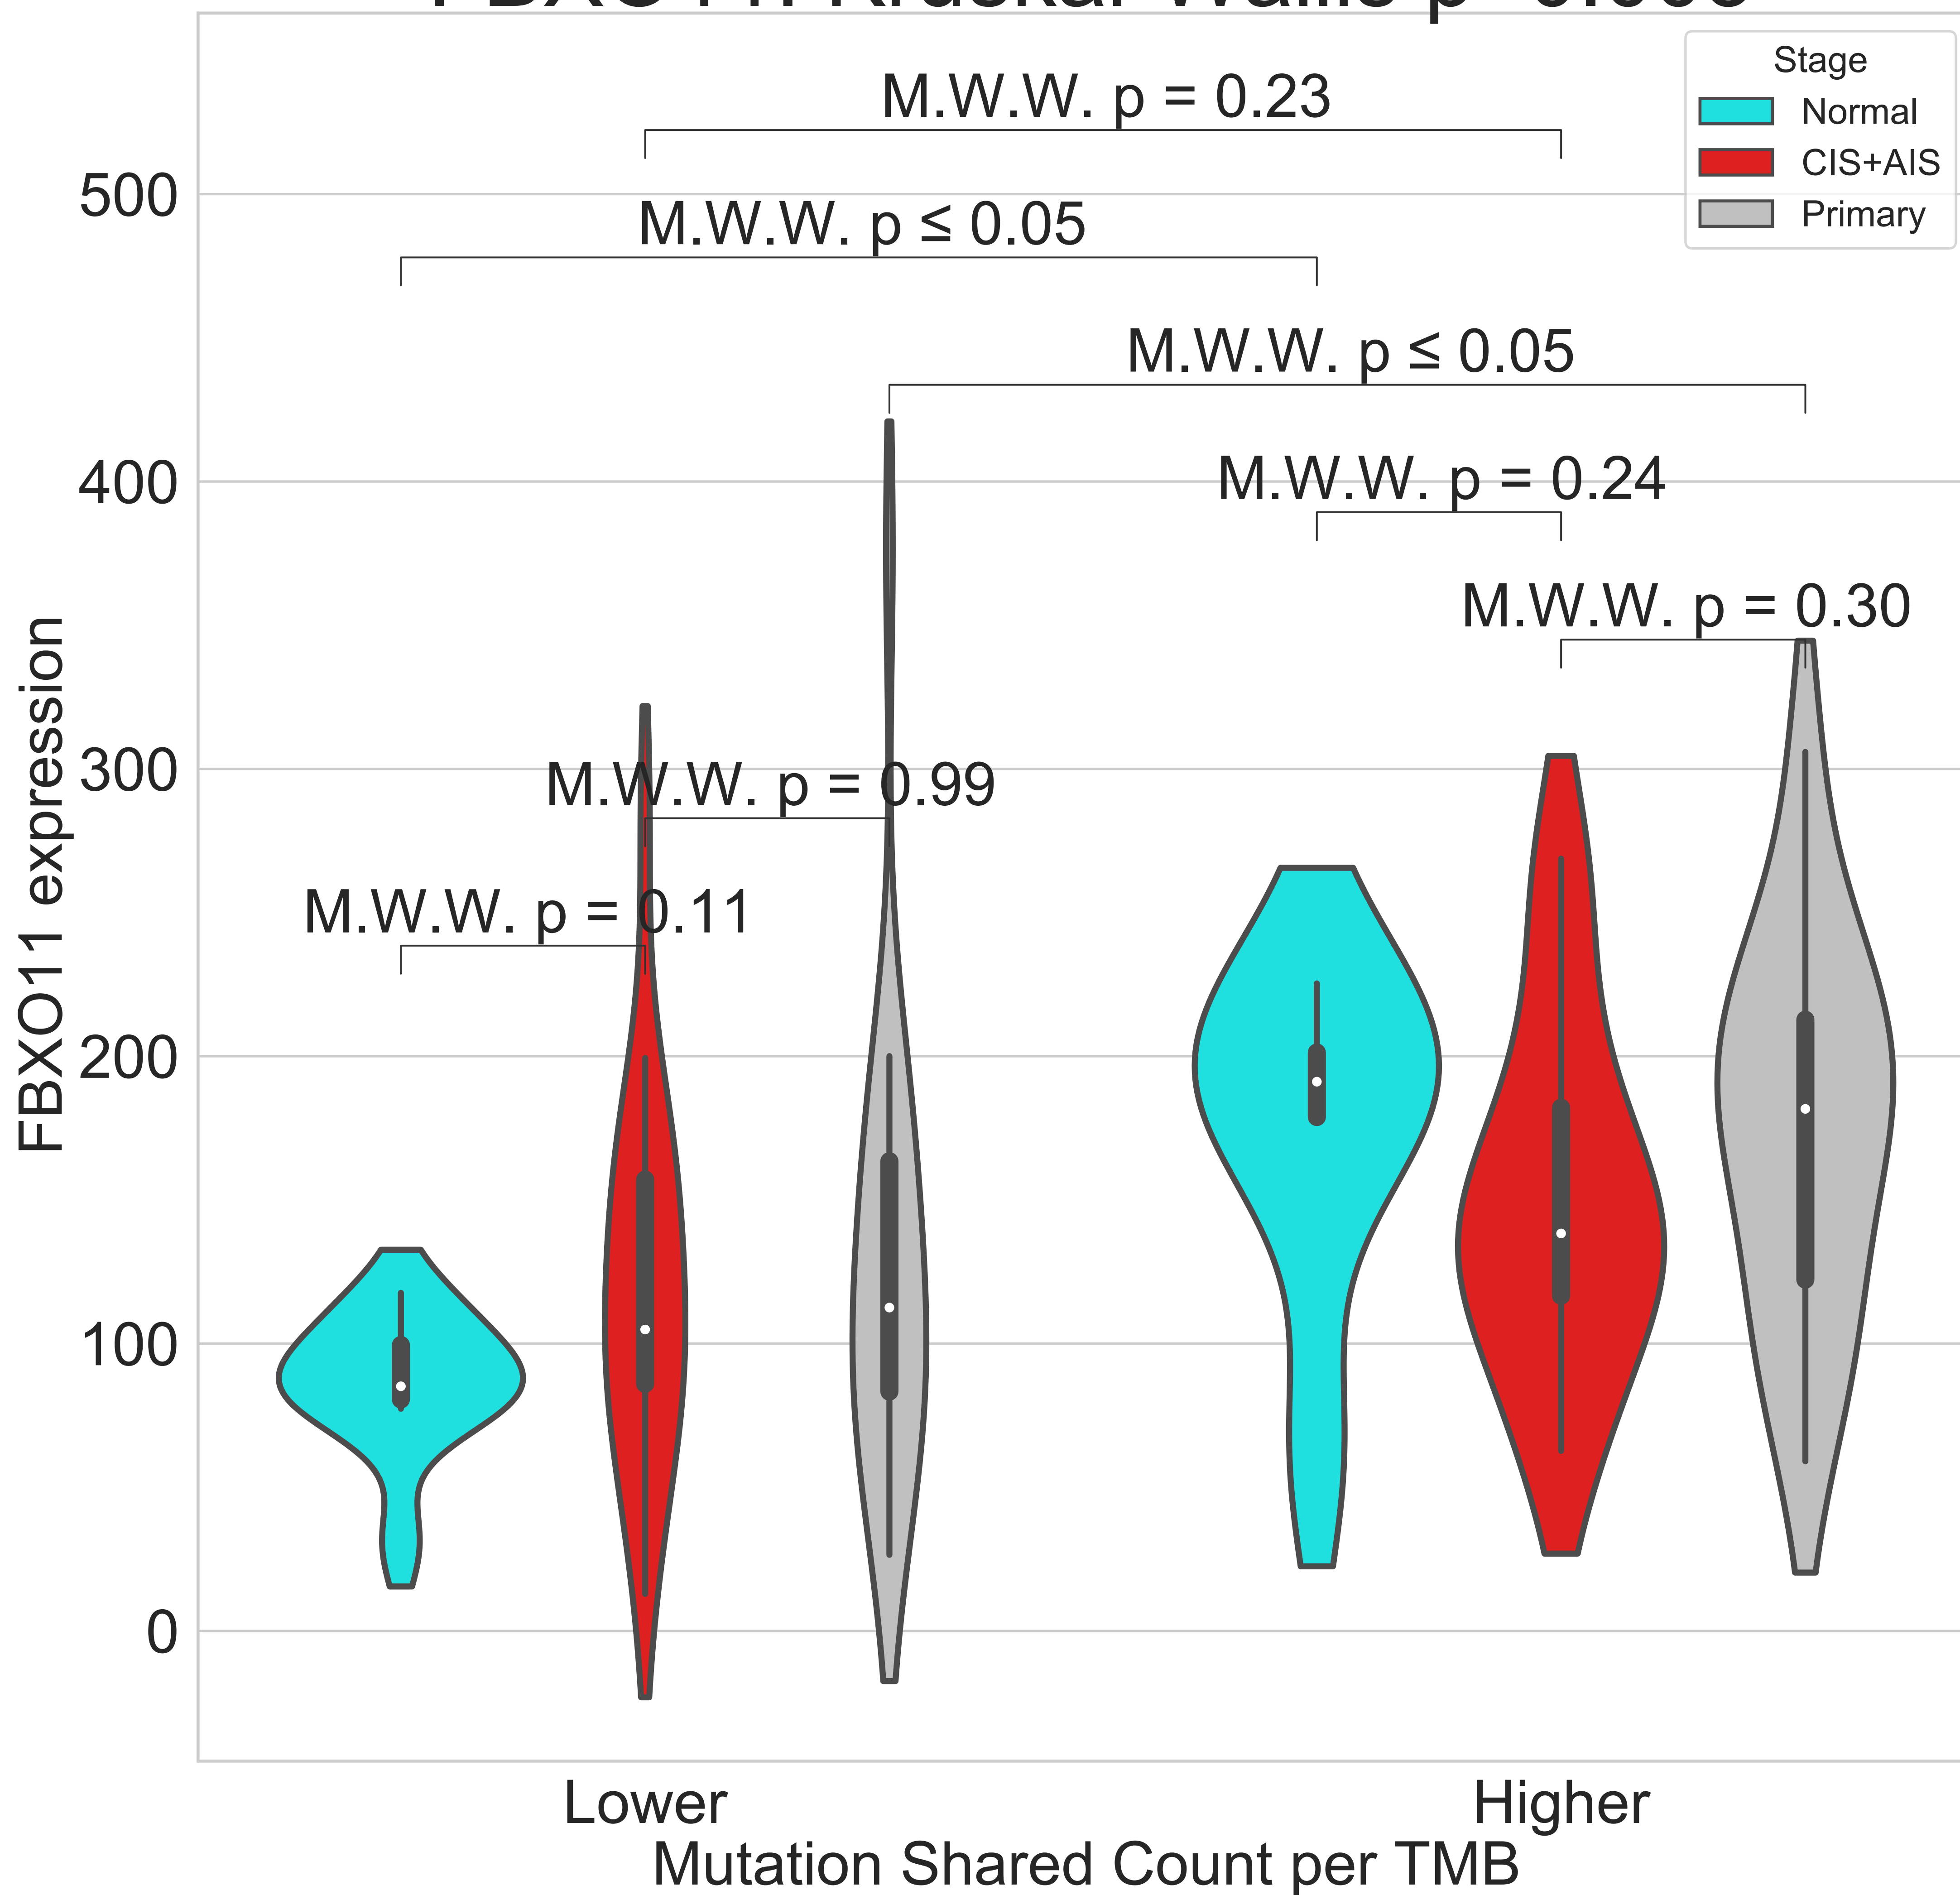 Stage
Normal
CIS+AIS
Primary
M.W.W. p = 0.23
M.W.W. p ≤ 0.05
M.W.W. p ≤ 0.05
M.W.W. p = 0.24
M.W.W. p = 0.30
M.W.W. p = 0.99
M.W.W. p = 0.11
500
400
300
200
100
0
FBXO11 expression
Lower
Higher
Mutation Shared Count per TMB